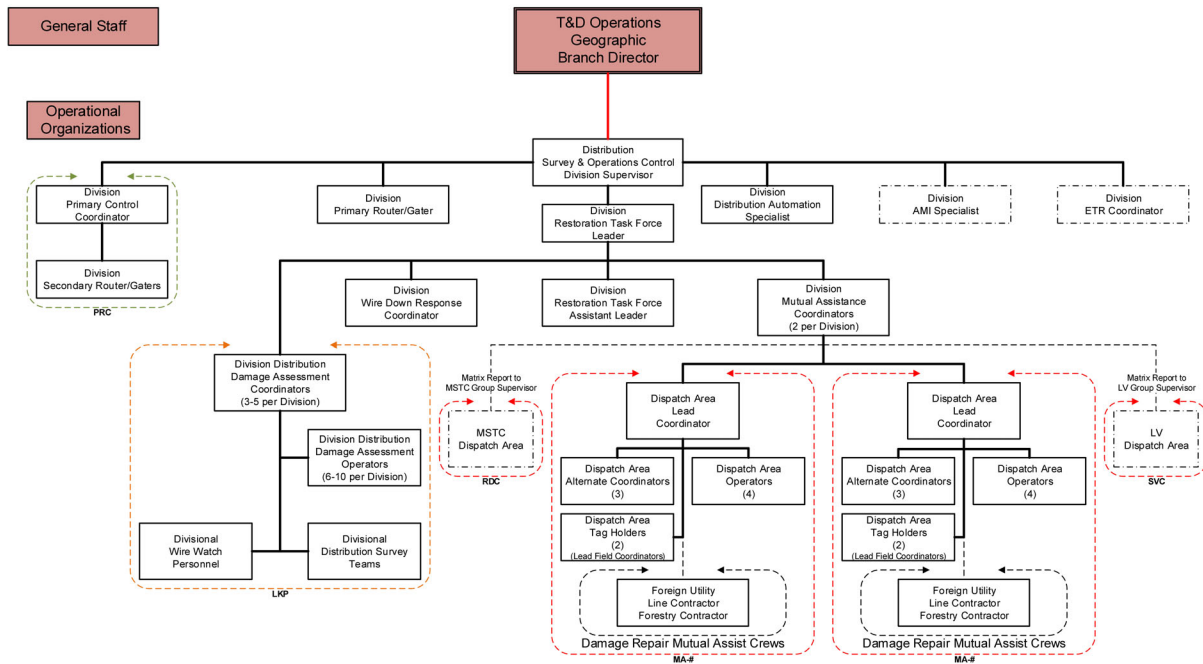 General Staff
T&D Operations
Geographic
Branch Director
Operational
Organizations
Distribution
Survey & Operations Control
Division Supervisor
Division
Primary Control
Coordinator
Division
Primary Router/Gater
Division
Distribution Automation
Specialist
Division
AMI Specialist
Division
ETR Coordinator
Division
Restoration Task Force
Leader
Division
Secondary Router/Gaters
PRC
Division
Wire Down Response
Coordinator
Division
Restoration Task Force
Assistant Leader
Division
Mutual Assistance
Coordinators
(2 per Division)
Division Distribution
Damage Assessment
Coordinators
(3-5 per Division)
Matrix Report to
MSTC Group Supervisor
Matrix Report to
LV Group Supervisor
MSTC
Dispatch Area
RDC
Dispatch Area
Lead
Coordinator
Dispatch Area
Lead
Coordinator
LV
Dispatch Area
SVC
Division Distribution
Damage Assessment
Operators
(6-10 per Division)
Dispatch Area
Alternate Coordinators
(3)
Dispatch Area
Operators
(4)
Dispatch Area
Alternate Coordinators
(3)
Dispatch Area
Operators
(4)
Divisional
Wire Watch
Personnel
Divisional
Distribution Survey
Teams
LKP
Dispatch Area
Tag Holders
(2)
(Lead Field Coordinators)
Dispatch Area
Tag Holders
(2)
(Lead Field Coordinators)
Foreign Utility
Line Contractor
Forestry Contractor
Foreign Utility
Line Contractor
Forestry Contractor
Damage Repair Mutual Assist Crews
MA-#
Damage Repair Mutual Assist Crews
MA-#